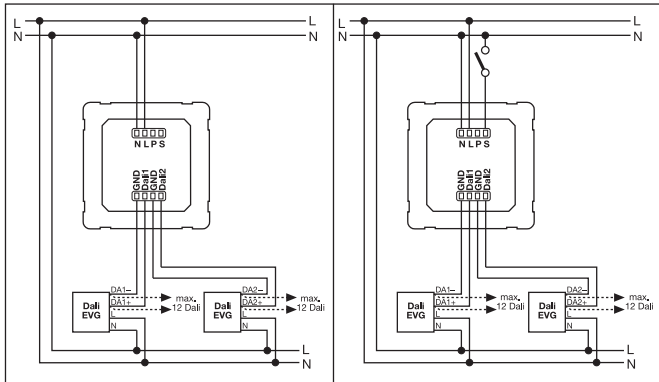 L L
N N
N L P S
GND Dali1 GND Dali2
Dali EVG
DA1–
DA1+
L
N
max.
12 Dali
Dali EVG
DA2–
DA2+
L
N
max.
12 Dali
L
N
L L
N N
N L P S
GND Dali1 GND Dali2
Dali EVG
DA1–
DA1+
L
N
max.
12 Dali
Dali EVG
DA2–
DA2+
L
N
max.
12 Dali
L
N